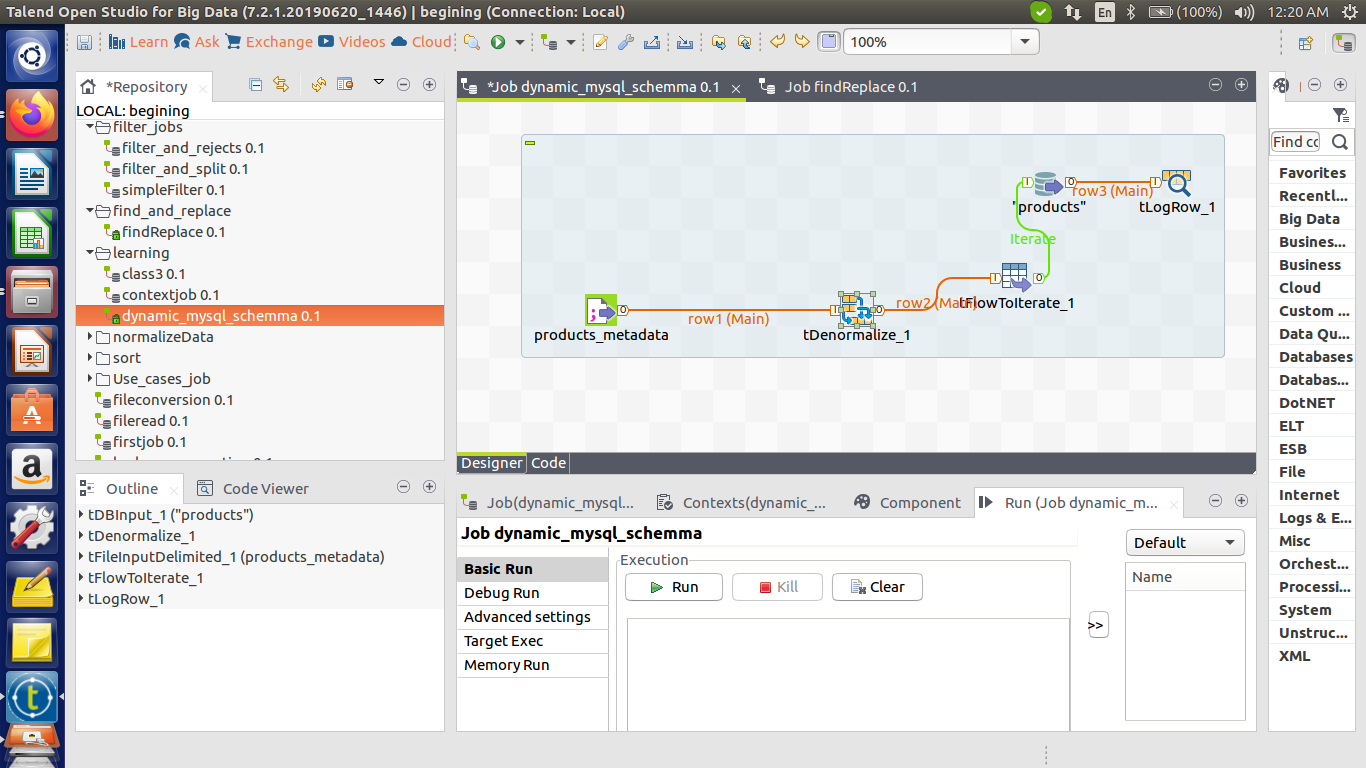 Talend Open Studio for Big Data (7.2.1.20190620_1446) | begining (Connection: Local)
En
(100%)
12:20 AM
Learn
Ask
Exchange
Videos
Cloud
100%
*Repository
LOCAL: begining
filter_jobs
filter_and_rejects 0.1
filter_and_split 0.1
simpleFilter 0.1
find_and_replace
findReplace 0.1
learning
class3 0.1
contextjob 0.1
dynamic_mysql_schemma 0.1
normalizeData
sort
Use_cases_job
fileconversion 0.1
fileread 0.1
firstjob 0.1
Outline
Code Viewer
tDBInput_1 ("products")
tDenormalize_1
tFileInputDelimited_1 (products_metadata)
tFlowToIterate_1
tLogRow_1
*Job dynamic_mysql_schemma 0.1
Job findReplace 0.1
row3 (Main)
"products"
tLogRow_1
Iterate
row2 (Main)
tFlowToIterate_1
row1 (Main)
products_metadata
tDenormalize_1
Designer
Code
Job(dynamic_mysql...
Contexts(dynamic_...
Component
Run (Job dynamic_m...
Job dynamic_mysql_schemma
Basic Run
Debug Run
Advanced settings
Target Exec
Memory Run
Execution
Run
Kill
Clear
>>
Default
Name
Find cc
Favorites
Recentl...
Big Data
Busines...
Business
Cloud
Custom ...
Data Qu...
Databases
Databas...
DotNET
ELT
ESB
File
Internet
Logs & E...
Misc
Orchest...
Processi...
System
Unstruc...
XML